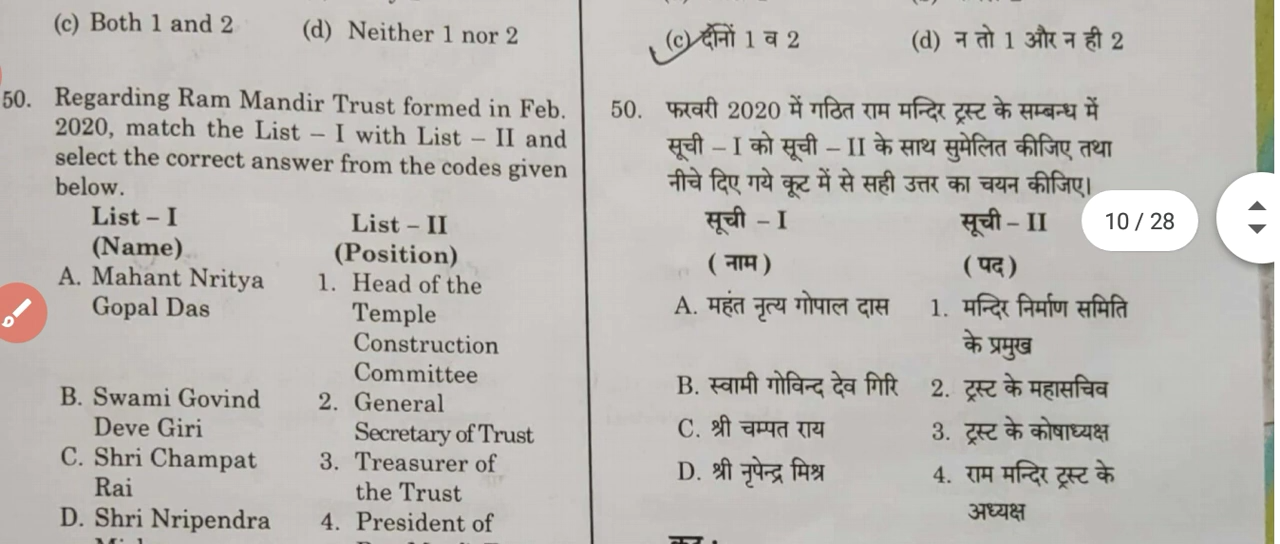 (c) Both 1 and 2
(d) Neither 1 nor 2
50. Regarding Ram Mandir Trust formed in Feb.
2020, match the List – I with List – II and
select the correct answer from the codes given
below.
List – I
List – II
(Name)
(Position)
A. Mahant Nritya
1. Head of the
Gopal Das
Temple
Construction
Committee
B. Swami Govind
2. General
Deve Giri
Secretary of Trust
C. Shri Champat
3. Treasurer of
Rai
the Trust
D. Shri Nripendra
4. President of
(c) दोनों 1 व 2
(d) न तो 1 और न ही 2
50. फरवरी 2020 में गठित राम मन्दिर ट्रस्ट के सम्बन्ध में
सूची – I को सूची – II के साथ सुमेलित कीजिए तथा
नीचे दिए गये कूट में से सही उत्तर का चयन कीजिए।
सूची – I
सूची – II
( नाम )
( पद )
A. महंत नृत्य गोपाल दास
1. मन्दिर निर्माण समिति
के प्रमुख
B. स्वामी गोविन्द देव गिरि
2. ट्रस्ट के महासचिव
C. श्री चम्पत राय
3. ट्रस्ट के कोषाध्यक्ष
D. श्री नृपेन्द्र मिश्र
4. राम मन्दिर ट्रस्ट के
अध्यक्ष
10 / 28